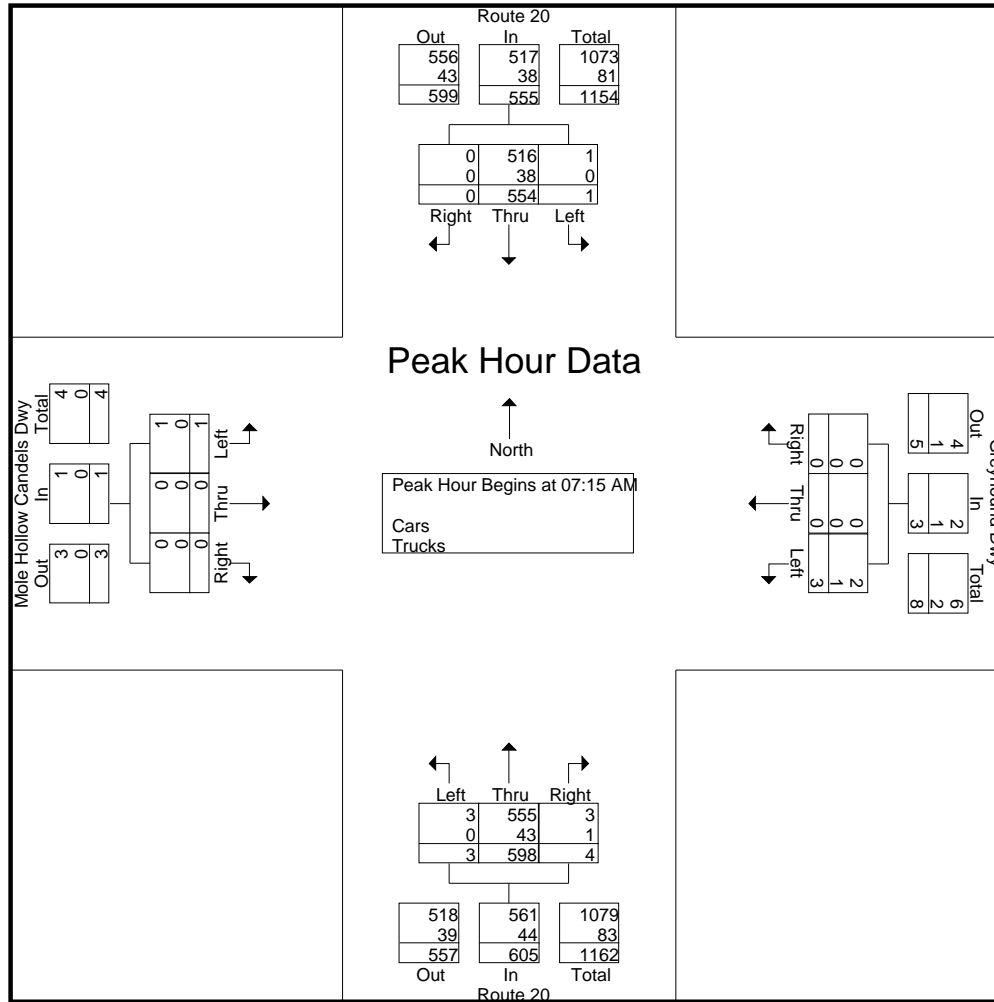 Route 20
Out In Total
556 517 1073
43 38 81
599 555 1154
0 516 1
0 38 0
0 554 1
Right Thru Left
Peak Hour Data
North
Peak Hour Begins at 07:15 AM
Cars
Trucks
Mole Hollow Candels Dwy
Total In Out
4 1 3
0 0 0
4 1 3
Left Thru Right
1 0 0
0 0 0
1 0 0
Dwy
Out In Total
4 2 6
1 1 2
5 3 8
Right Thru Left
0 0 2
0 0 1
0 0 3
Left Thru Right
3 555 3
0 43 1
3 598 4
518 561 1079
39 44 83
557 605 1162
Out In Total
Route 20